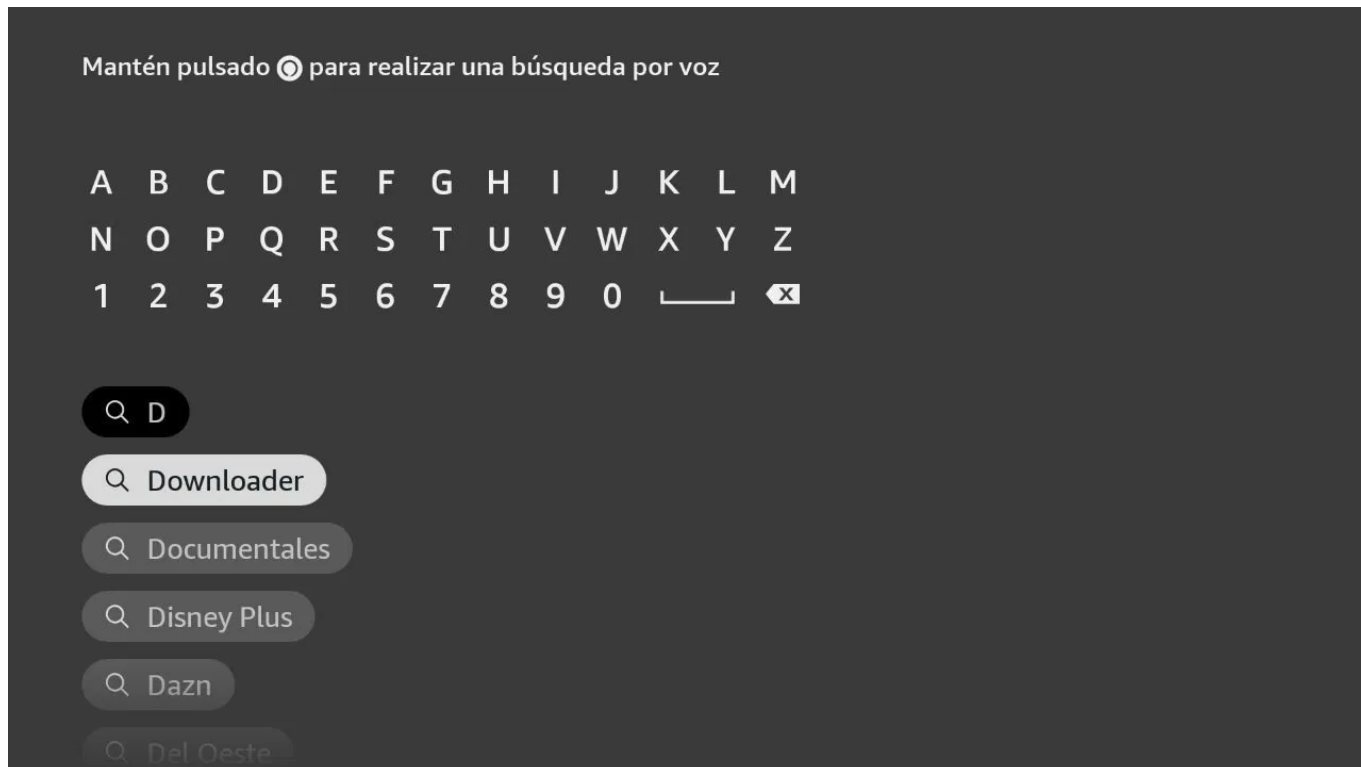 Mantén pulsado para realizar una búsqueda por voz
A B C D E F G H I J K L M
N O P Q R S T U V W X Y Z
1 2 3 4 5 6 7 8 9 0
D
Downloader
Documentales
Disney Plus
Dazn
Del Oeste